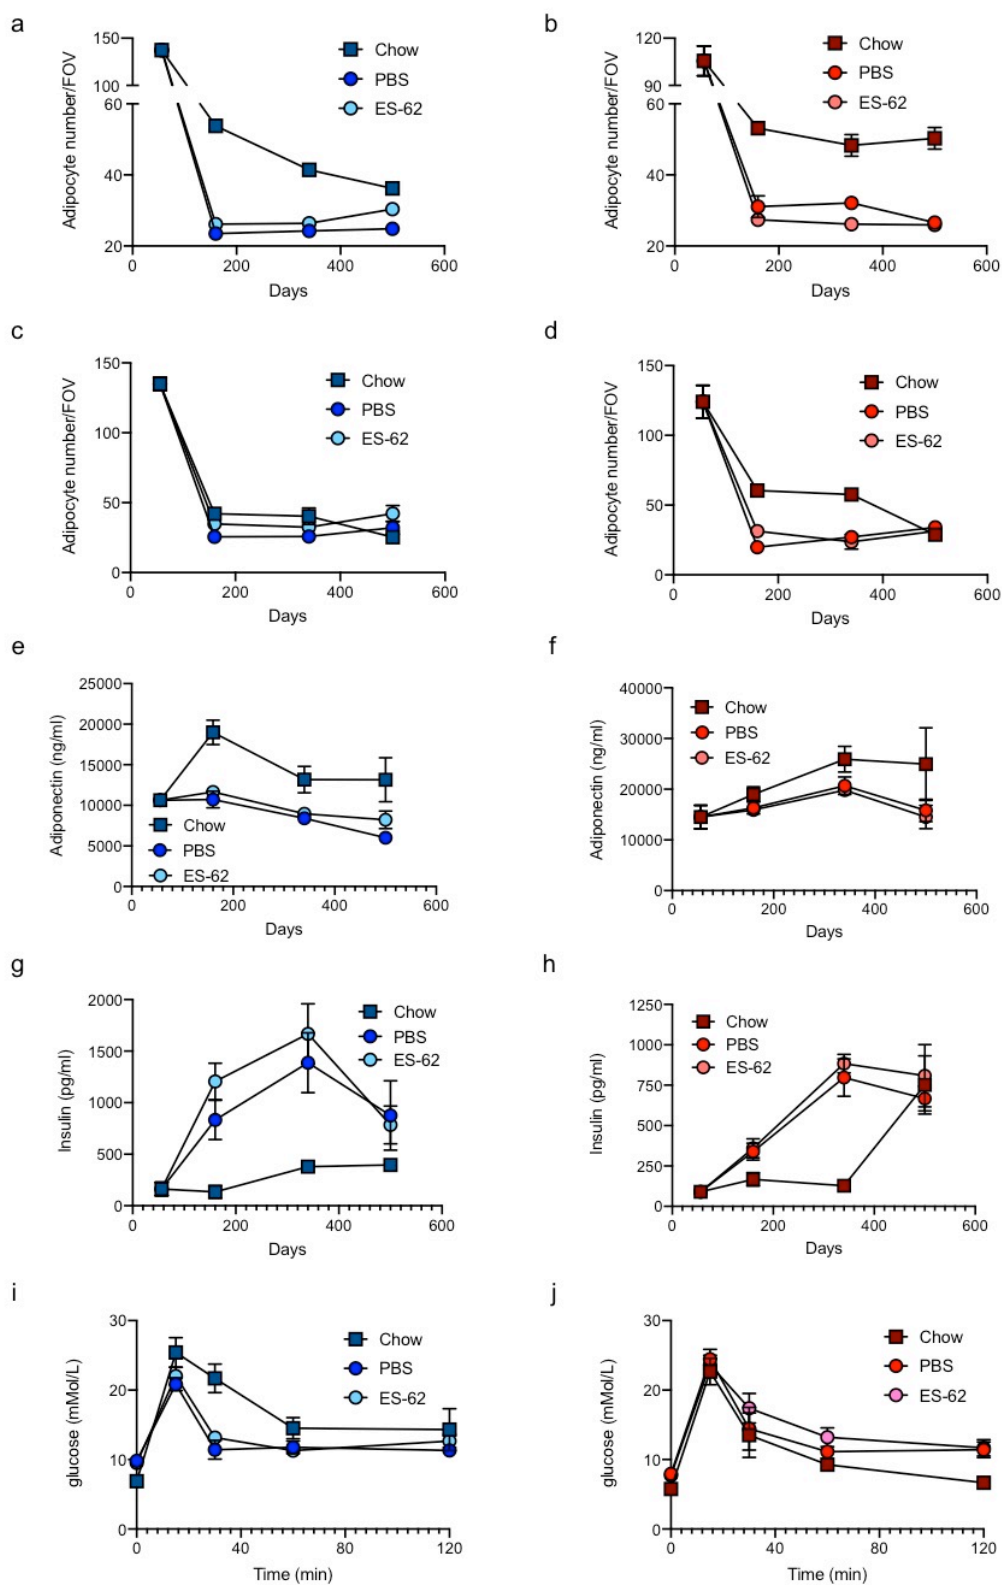 a
Adipocyte number/FOV
150
100
60
40
20
0
200
400
600
Days
Chow
PBS
ES-62
b
Adipocyte number/FOV
120
90
60
40
20
0
200
400
600
Days
Chow
PBS
ES-62
c
Adipocyte number/FOV
150
100
50
0
0
200
400
600
Days
Chow
PBS
ES-62
d
Adipocyte number/FOV
150
100
50
0
0
200
400
600
Days
Chow
PBS
ES-62
e
Adiponectin (ng/ml)
25000
20000
15000
10000
5000
0
0
200
400
600
Days
Chow
PBS
ES-62
f
Adiponectin (ng/ml)
40000
30000
20000
10000
0
0
200
400
600
Days
Chow
PBS
ES-62
g
Insulin (pg/ml)
2000
1500
1000
500
0
0
200
400
600
Days
Chow
PBS
ES-62
h
Insulin (pg/ml)
1250
1000
750
500
250
0
0
200
400
600
Days
Chow
PBS
ES-62
i
glucose (mMol/L)
30
20
10
0
0
40
80
120
Time (min)
Chow
PBS
ES-62
j
glucose (mMol/L)
30
20
10
0
0
40
80
120
Time (min)
Chow
PBS
ES-62